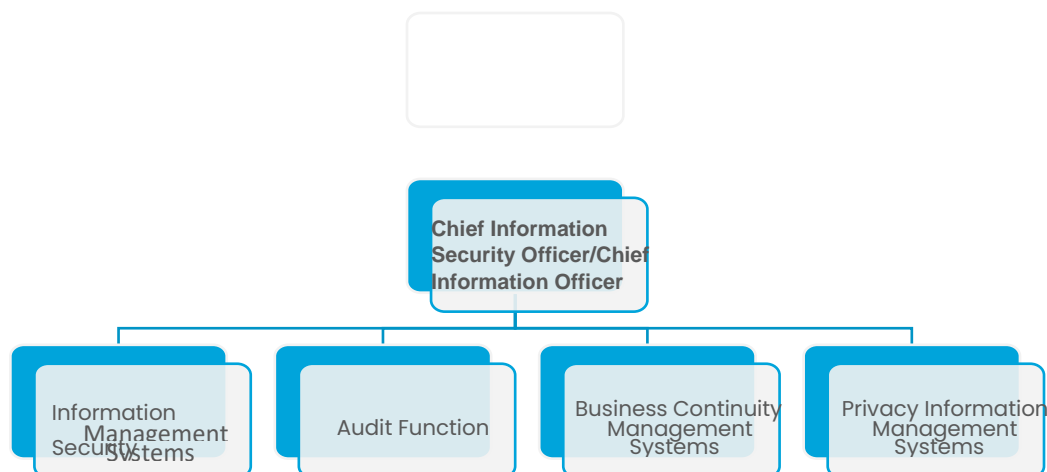 Chief Information
Security Officer/Chief
Information Officer
Information
Management
Security
Systems
Audit Function
Business Continuity
Management
Systems
Privacy Information
Management
Systems